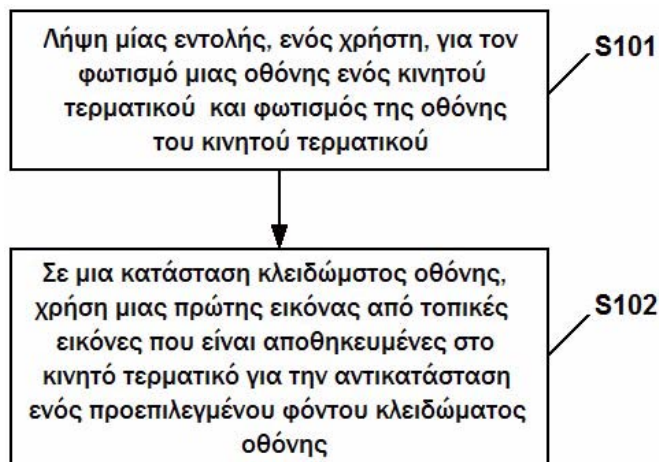 Λήψη μίας εντολής, ενός χρήστη, για τον
φωτισμό μιας οθόνης ενός κινητού
τερματικού και φωτισμός της οθόνης
του κινητού τερματικού
S101
Σε μια κατάσταση κλειδώμστος οθόνης,
χρήση μιας πρώτης εικόνας από τοπικές
εικόνες που είναι αποθηκευμένες στο
κινητό τερματικό για την αντικατάσταση
ενός προεπιλεγμένου φόντου κλειδώματος
οθόνης
S102